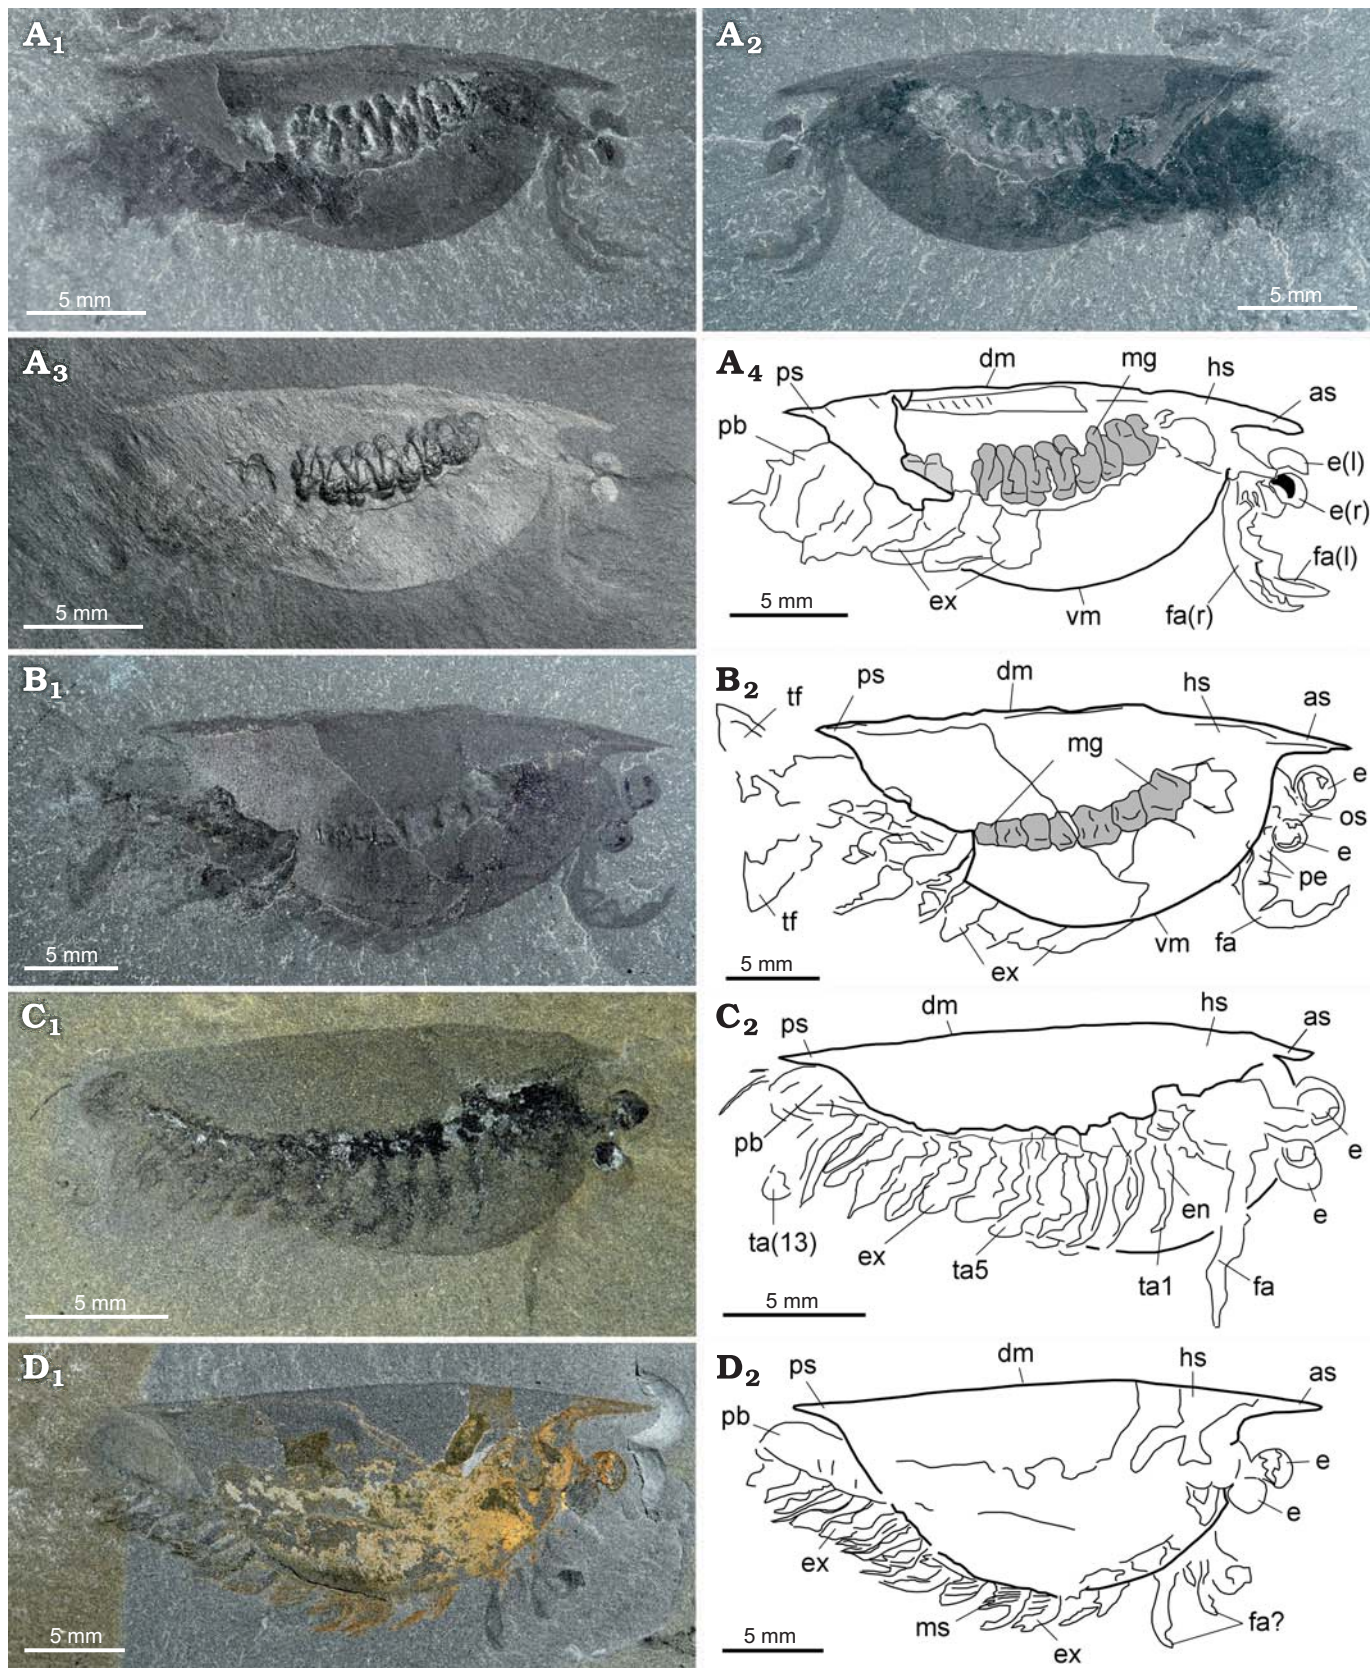 A1
A2
5 mm
5 mm
A3
A4
ps
dm
mg
hs
as
pb
e(l)
e(r)
fa(l)
5 mm
5 mm
ex
vm
fa(r)
B1
B2
tf
ps
dm
hs
as
mg
e
os
e
pe
tf
vm
fa
5 mm
5 mm
ex
C1
C2
ps
dm
hs
as
pb
e
en
e
ta(13)
ex
ta5
ta1
fa
5 mm
5 mm
D1
D2
ps
dm
hs
as
pb
e
e
ex
ms
fa?
5 mm
5 mm
ex